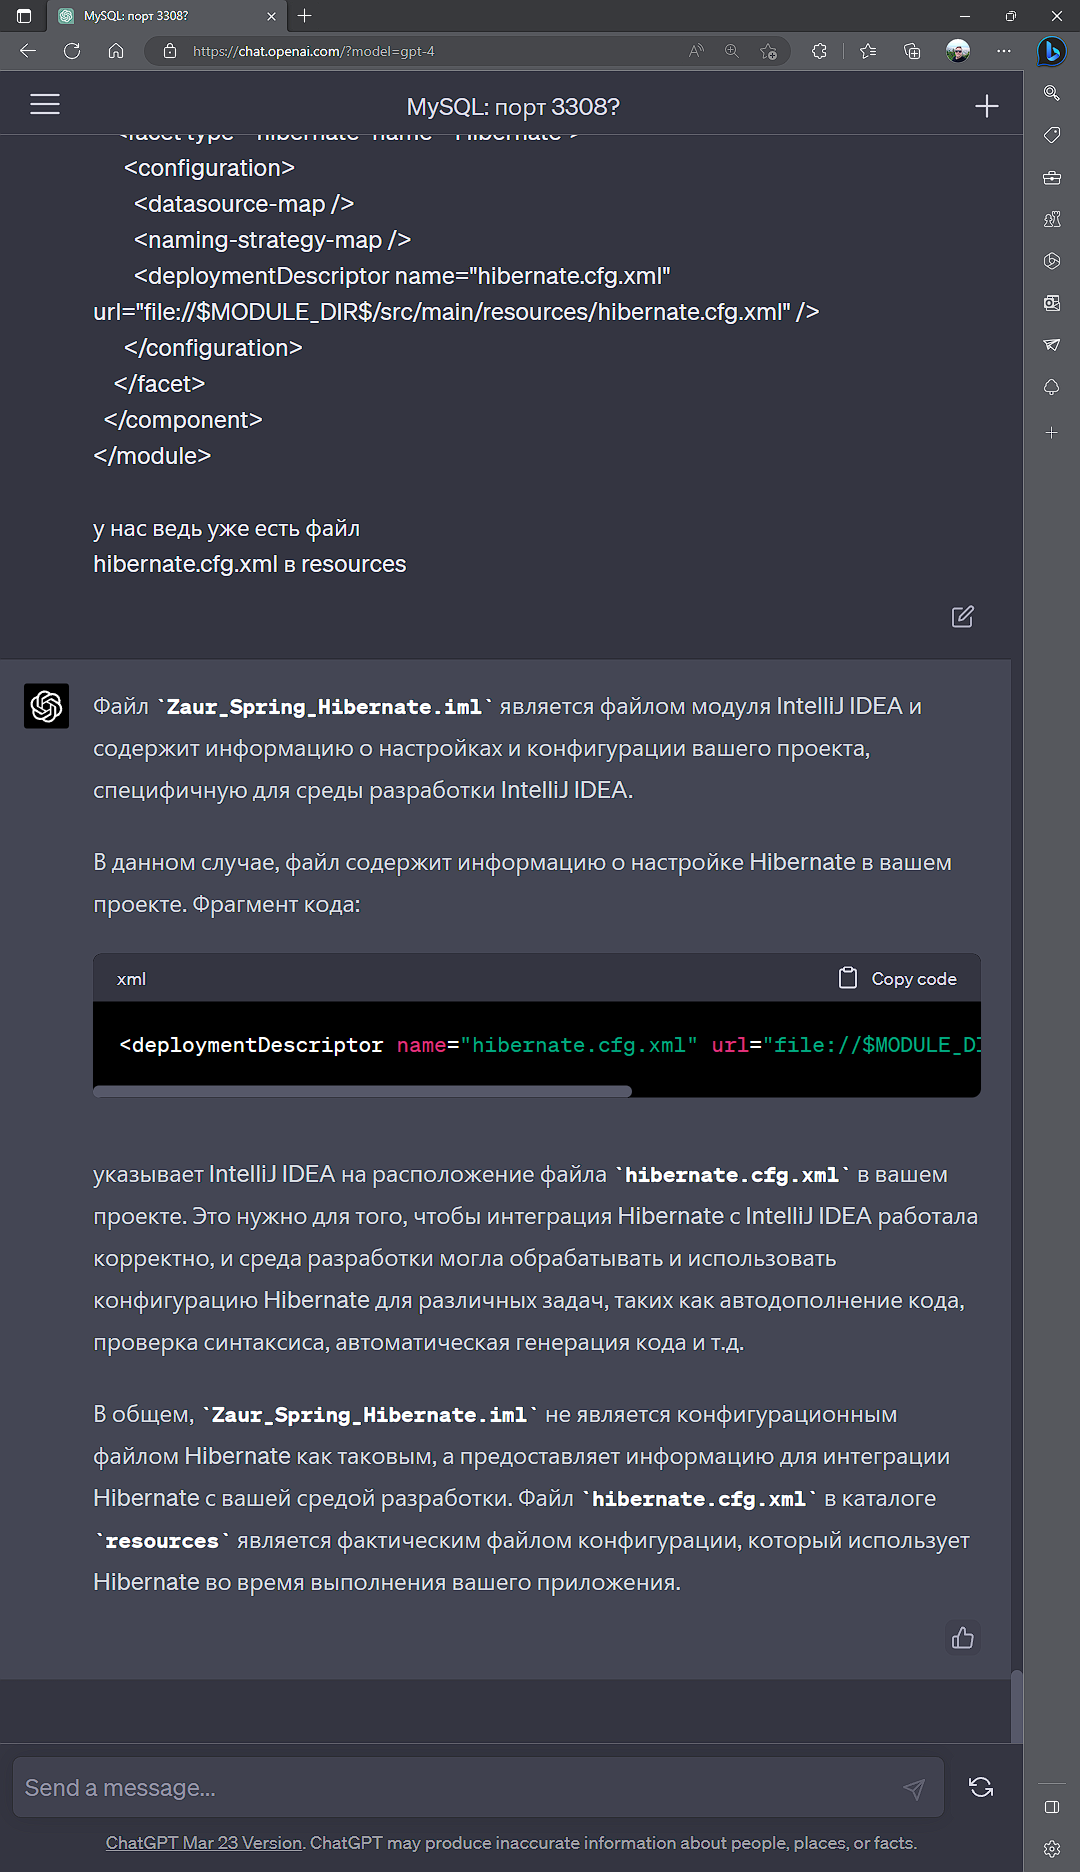 MySQL: порт 3308?
https://chat.openai.com/?model=gpt-4
MySQL: порт 3308?
<facet type="hibernate" name="Hibernate">
<configuration>
<datasource-map />
<naming-strategy-map />
<deploymentDescriptor name="hibernate.cfg.xml"
url="file://$MODULE_DIR$/src/main/resources/hibernate.cfg.xml" />
</configuration>
</facet>
</component>
</module>
у нас ведь уже есть файл
hibernate.cfg.xml в resources
Файл `Zaur_Spring_Hibernate.iml` является файлом модуля IntelliJ IDEA и
содержит информацию о настройках и конфигурации вашего проекта,
специфичную для среды разработки IntelliJ IDEA.
В данном случае, файл содержит информацию о настройке Hibernate в вашем
проекте. Фрагмент кода:
xml
Copy code
<deploymentDescriptor name="hibernate.cfg.xml" url="file://$MODULE_DI
указывает IntelliJ IDEA на расположение файла `hibernate.cfg.xml` в вашем
проекте. Это нужно для того, чтобы интеграция Hibernate с IntelliJ IDEA работала
корректно, и среда разработки могла обрабатывать и использовать
конфигурацию Hibernate для различных задач, таких как автодополнение кода,
проверка синтаксиса, автоматическая генерация кода и т.д.
В общем, `Zaur_Spring_Hibernate.iml` не является конфигурационным
файлом Hibernate как таковым, а предоставляет информацию для интеграции
Hibernate с вашей средой разработки. Файл `hibernate.cfg.xml` в каталоге
`resources` является фактическим файлом конфигурации, который использует
Hibernate во время выполнения вашего приложения.
Send a message...
ChatGPT Mar 23 Version. ChatGPT may produce inaccurate information about people, places, or facts.